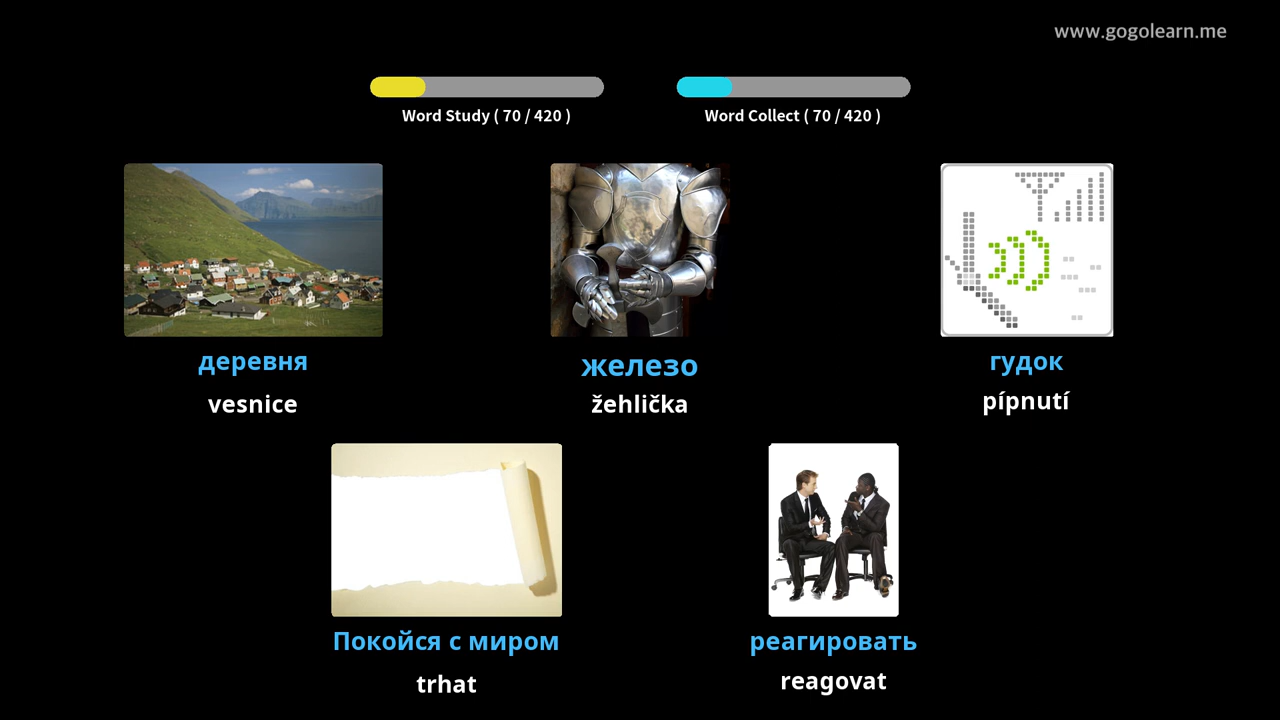 www.gogolearn.me
Word Study ( 70 / 420 )
Word Collect ( 70 / 420 )
деревня
железо
гудок
vesnice
žehlička
pípnutí
Покойся с миром
реагировать
trhat
reagovat